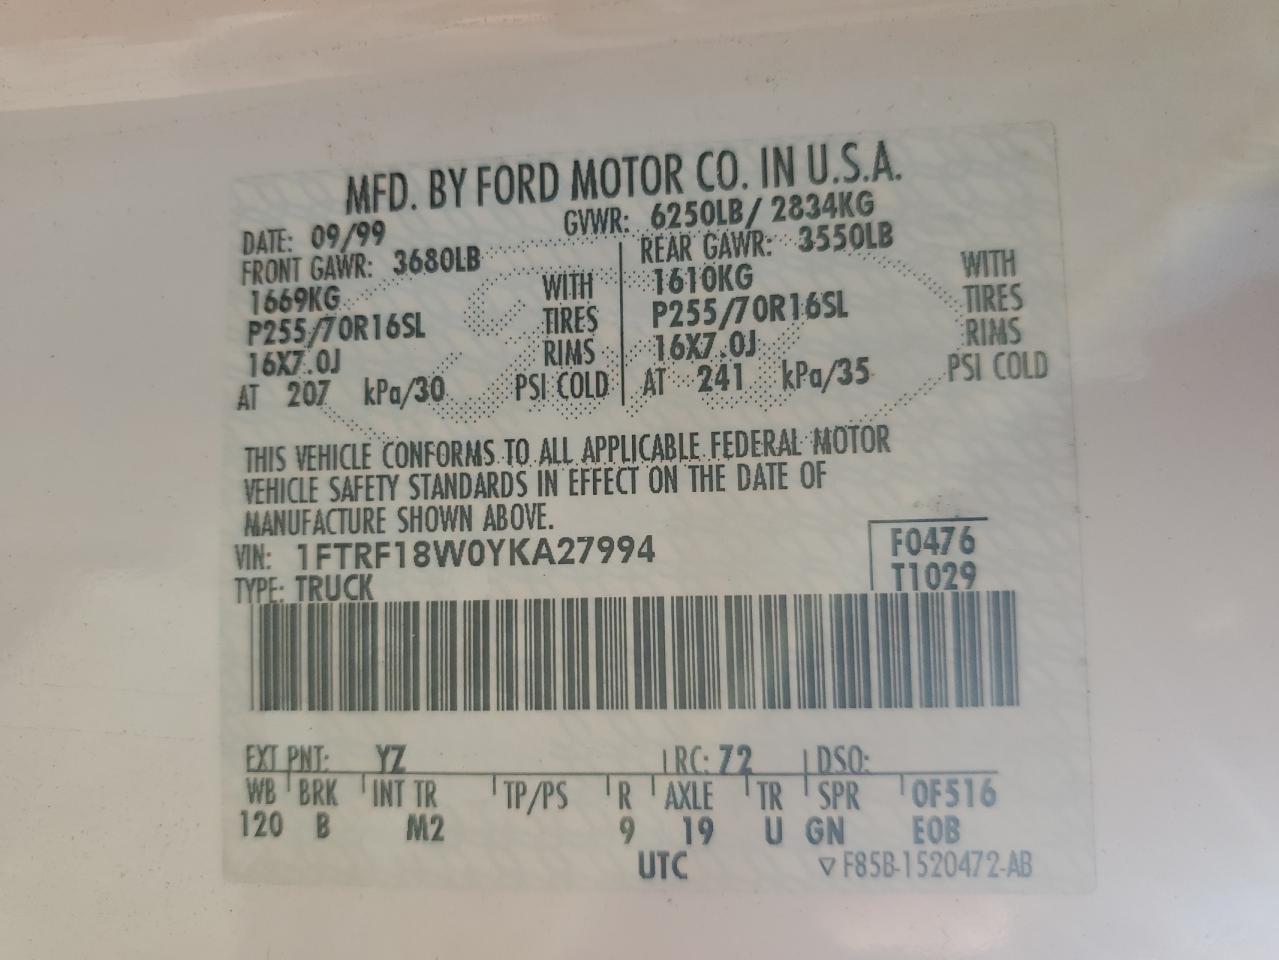 MFD. BY FORD MOTOR CO. IN U.S.A.
DATE: 09/99 GVWR: 6250LB/ 2834KG
FRONT GAWR: 3680LB REAR GAWR: 3550LB
1669KG WITH 1610KG WITH
P255/70R16SL TIRES P255/70R16SL TIRES
16X7.0J RIMS 16X7.0J RIMS
AT 207 kPa/30 PSI COLD AT 241 kPa/35 PSI COLD
THIS VEHICLE CONFORMS TO ALL APPLICABLE FEDERAL MOTOR
VEHICLE SAFETY STANDARDS IN EFFECT ON THE DATE OF
MANUFACTURE SHOWN ABOVE.
VIN: 1FTRF18W0YKA27994 F0476
TYPE: TRUCK T1029
EXT PNT: YZ RC: 72 DSO:
WB BRK INT TR TP/PS R AXLE TR SPR OF516
120 B M2 9 19 U GN EOB
UTC ▽ F85B-1520472-AB